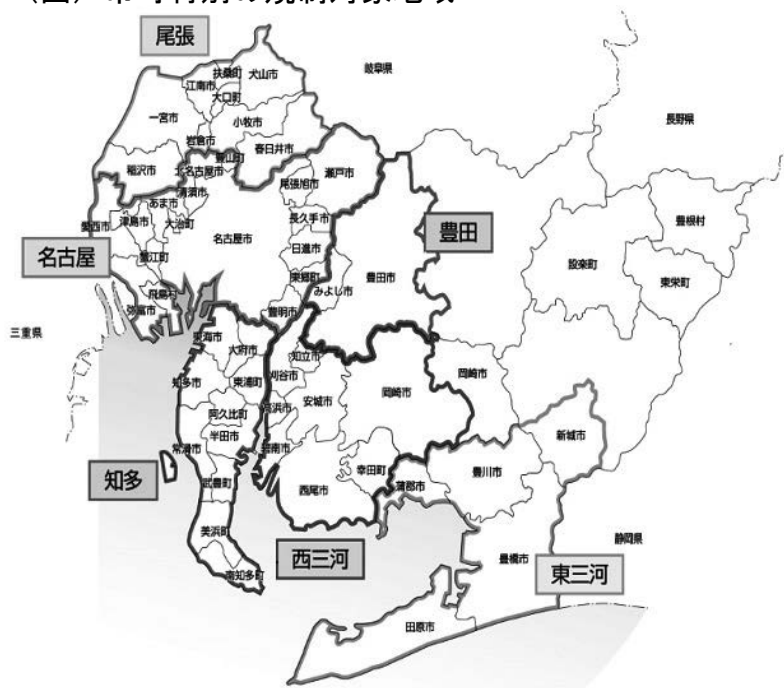 （図）市町村別の規制対象地域
尾張
扶桑町
犬山市
江南市
大口町
岐阜県
一宮市
小牧市
長野県
岩倉市
春日井市
豊山町
稲沢市
北名古屋市
瀬戸市
清須市
尾張旭市
あま市
愛西市
津島市
大治町
長久手市
豊根村
名古屋市
豊田
名古屋
日進市
設楽町
蟹江町
東郷町
豊田市
東栄町
飛島村
みよし市
弥富市
豊明市
三重県
東海市
大府市
知立市
岡崎市
知多市
東浦町
刈谷市
岡崎市
安城市
高浜市
阿久比町
新城市
半田市
常滑市
碧南市
幸田町
豊川市
知多
武豊町
西尾市
蒲郡市
美浜町
西三河
豊橋市
静岡県
南知多町
東三河
田原市